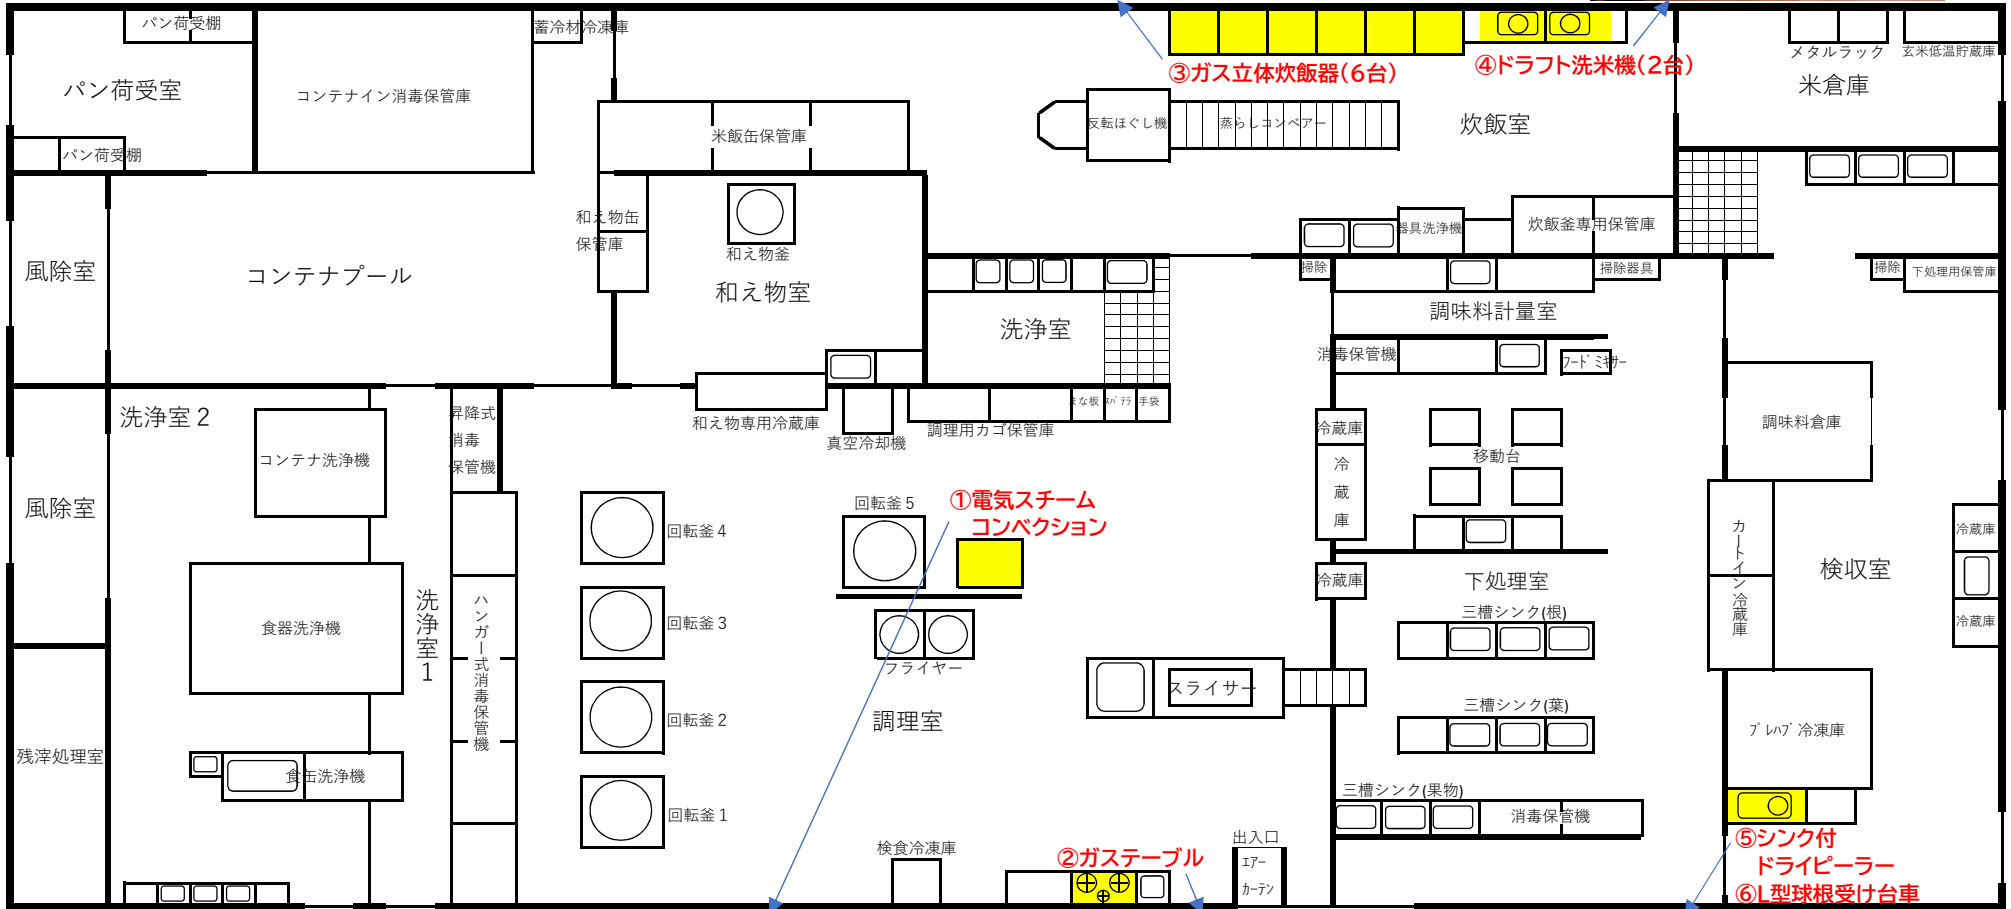 パン荷受棚
蓄冷材冷凍庫
③ガス立体炊飯器(6台)
④ドラフト洗米機(2台)
メタルラック
玄米低温貯蔵庫
パン荷受室
コンテナイン消毒保管庫
米飯缶保管庫
反転ほぐし機
蒸らしコンベアー
炊飯室
米倉庫
パン荷受棚
和え物缶
保管庫
和え物釜
器具洗浄機
炊飯釜専用保管庫
風除室
コンテナプール
和え物室
掃除
掃除器具
掃除
下処理用保管庫
洗浄室
調味料計量室
消毒保管機
フードミキサー
洗浄室2
昇降式
消毒
保管機
和え物専用冷蔵庫
真空冷却機
調理用カゴ保管庫
まな板
スパテラ
手袋
冷蔵庫
調味料倉庫
コンテナ洗浄機
移動台
冷蔵庫
風除室
回転釜4
回転釜5
①電気スチーム
コンベクション
カートイン冷蔵庫
検収室
冷蔵庫
冷蔵庫
下処理室
食器洗浄機
洗浄室1
ハンガー式消毒保管機
回転釜3
フライヤー
三槽シンク(根)
冷蔵庫
スライサー
三槽シンク(葉)
回転釜2
調理室
プレハブ冷凍庫
残滓処理室
食缶洗浄機
回転釜1
三槽シンク(果物)
消毒保管機
検食冷凍庫
②ガステーブル
出入口
エアー
カーテン
⑤シンク付
ドライピーラー
⑥L型球根受け台車